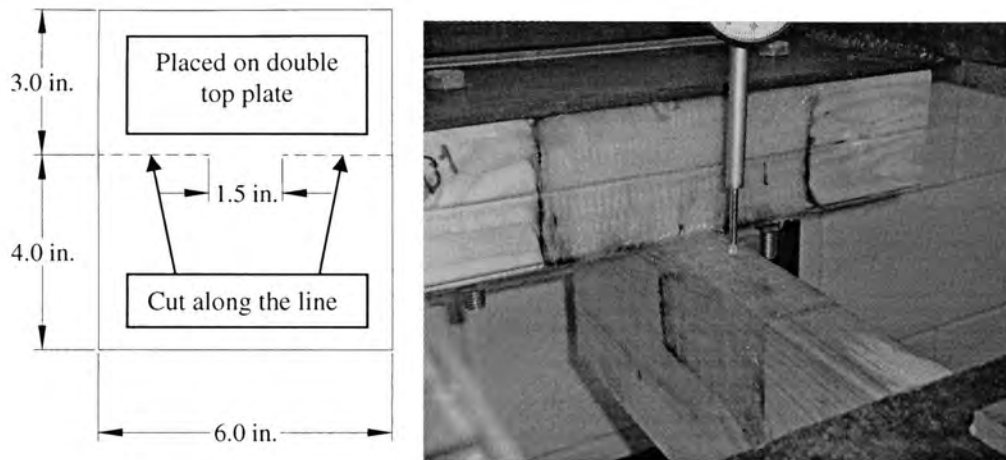 3.0 in.
Placed on double
top plate
1.5 in.
4.0 in.
Cut along the line
6.0 in.
01